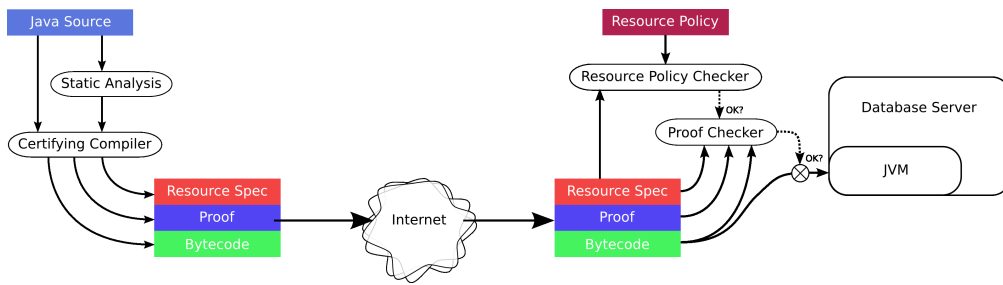 Java Source
Static Analysis
Certifying Compiler
Resource Spec
Proof
Bytecode
Internet
Resource Policy
Resource Policy Checker
OK?
Proof Checker
OK?
Resource Spec
Proof
Bytecode
Database Server
JVM